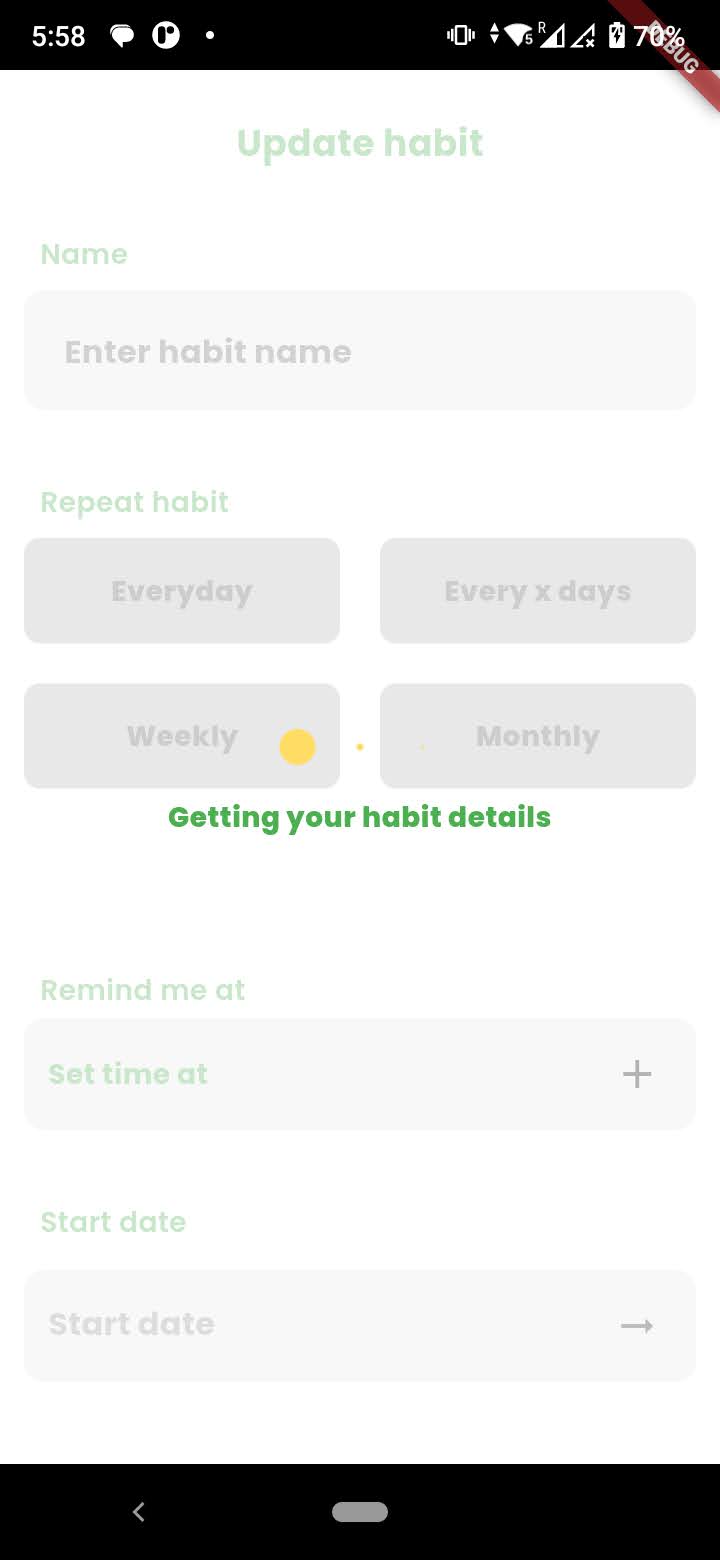 5:58
5
R
70%
DEBUG
Update habit
Name
Enter habit name
Repeat habit
Everyday
Every x days
Weekly
Monthly
Getting your habit details
Remind me at
Set time at
Start date
Start date